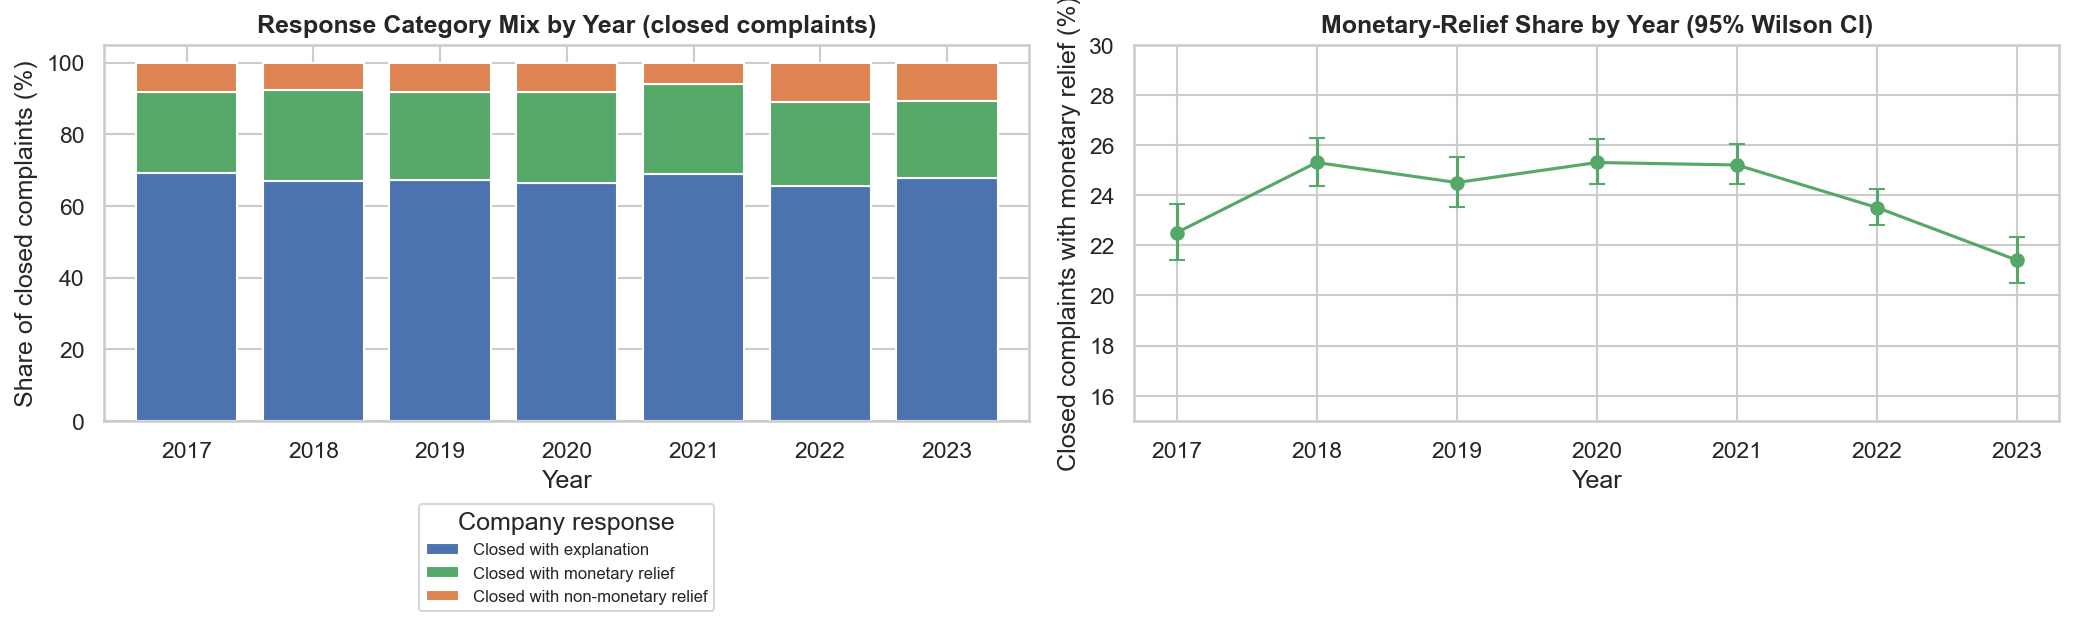 Response Category Mix by Year (closed complaints)
Share of closed complaints (%)
100
80
60
40
20
0
2017 2018 2019 2020 2021 2022 2023
Year
Company response
Closed with explanation
Closed with monetary relief
Closed with non-monetary relief
Monetary-Relief Share by Year (95% Wilson CI)
Closed complaints with monetary relief (%)
30
28
26
24
22
20
18
16
2017 2018 2019 2020 2021 2022 2023
Year